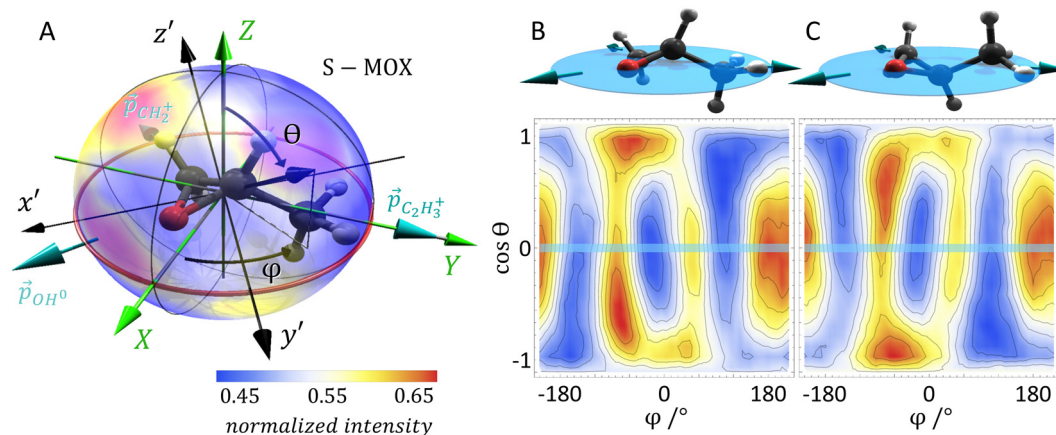 A
z′
Z
S − MOX
p⃗CH₂⁺
Θ
x′
p⃗C₂H₃⁺
Y
p⃗OH⁰
φ
X
y′
0.45 0.55 0.65
normalized intensity
B
C
cos Θ
1
0
-1
-180 0 180
φ /°
-180 0 180
φ /°